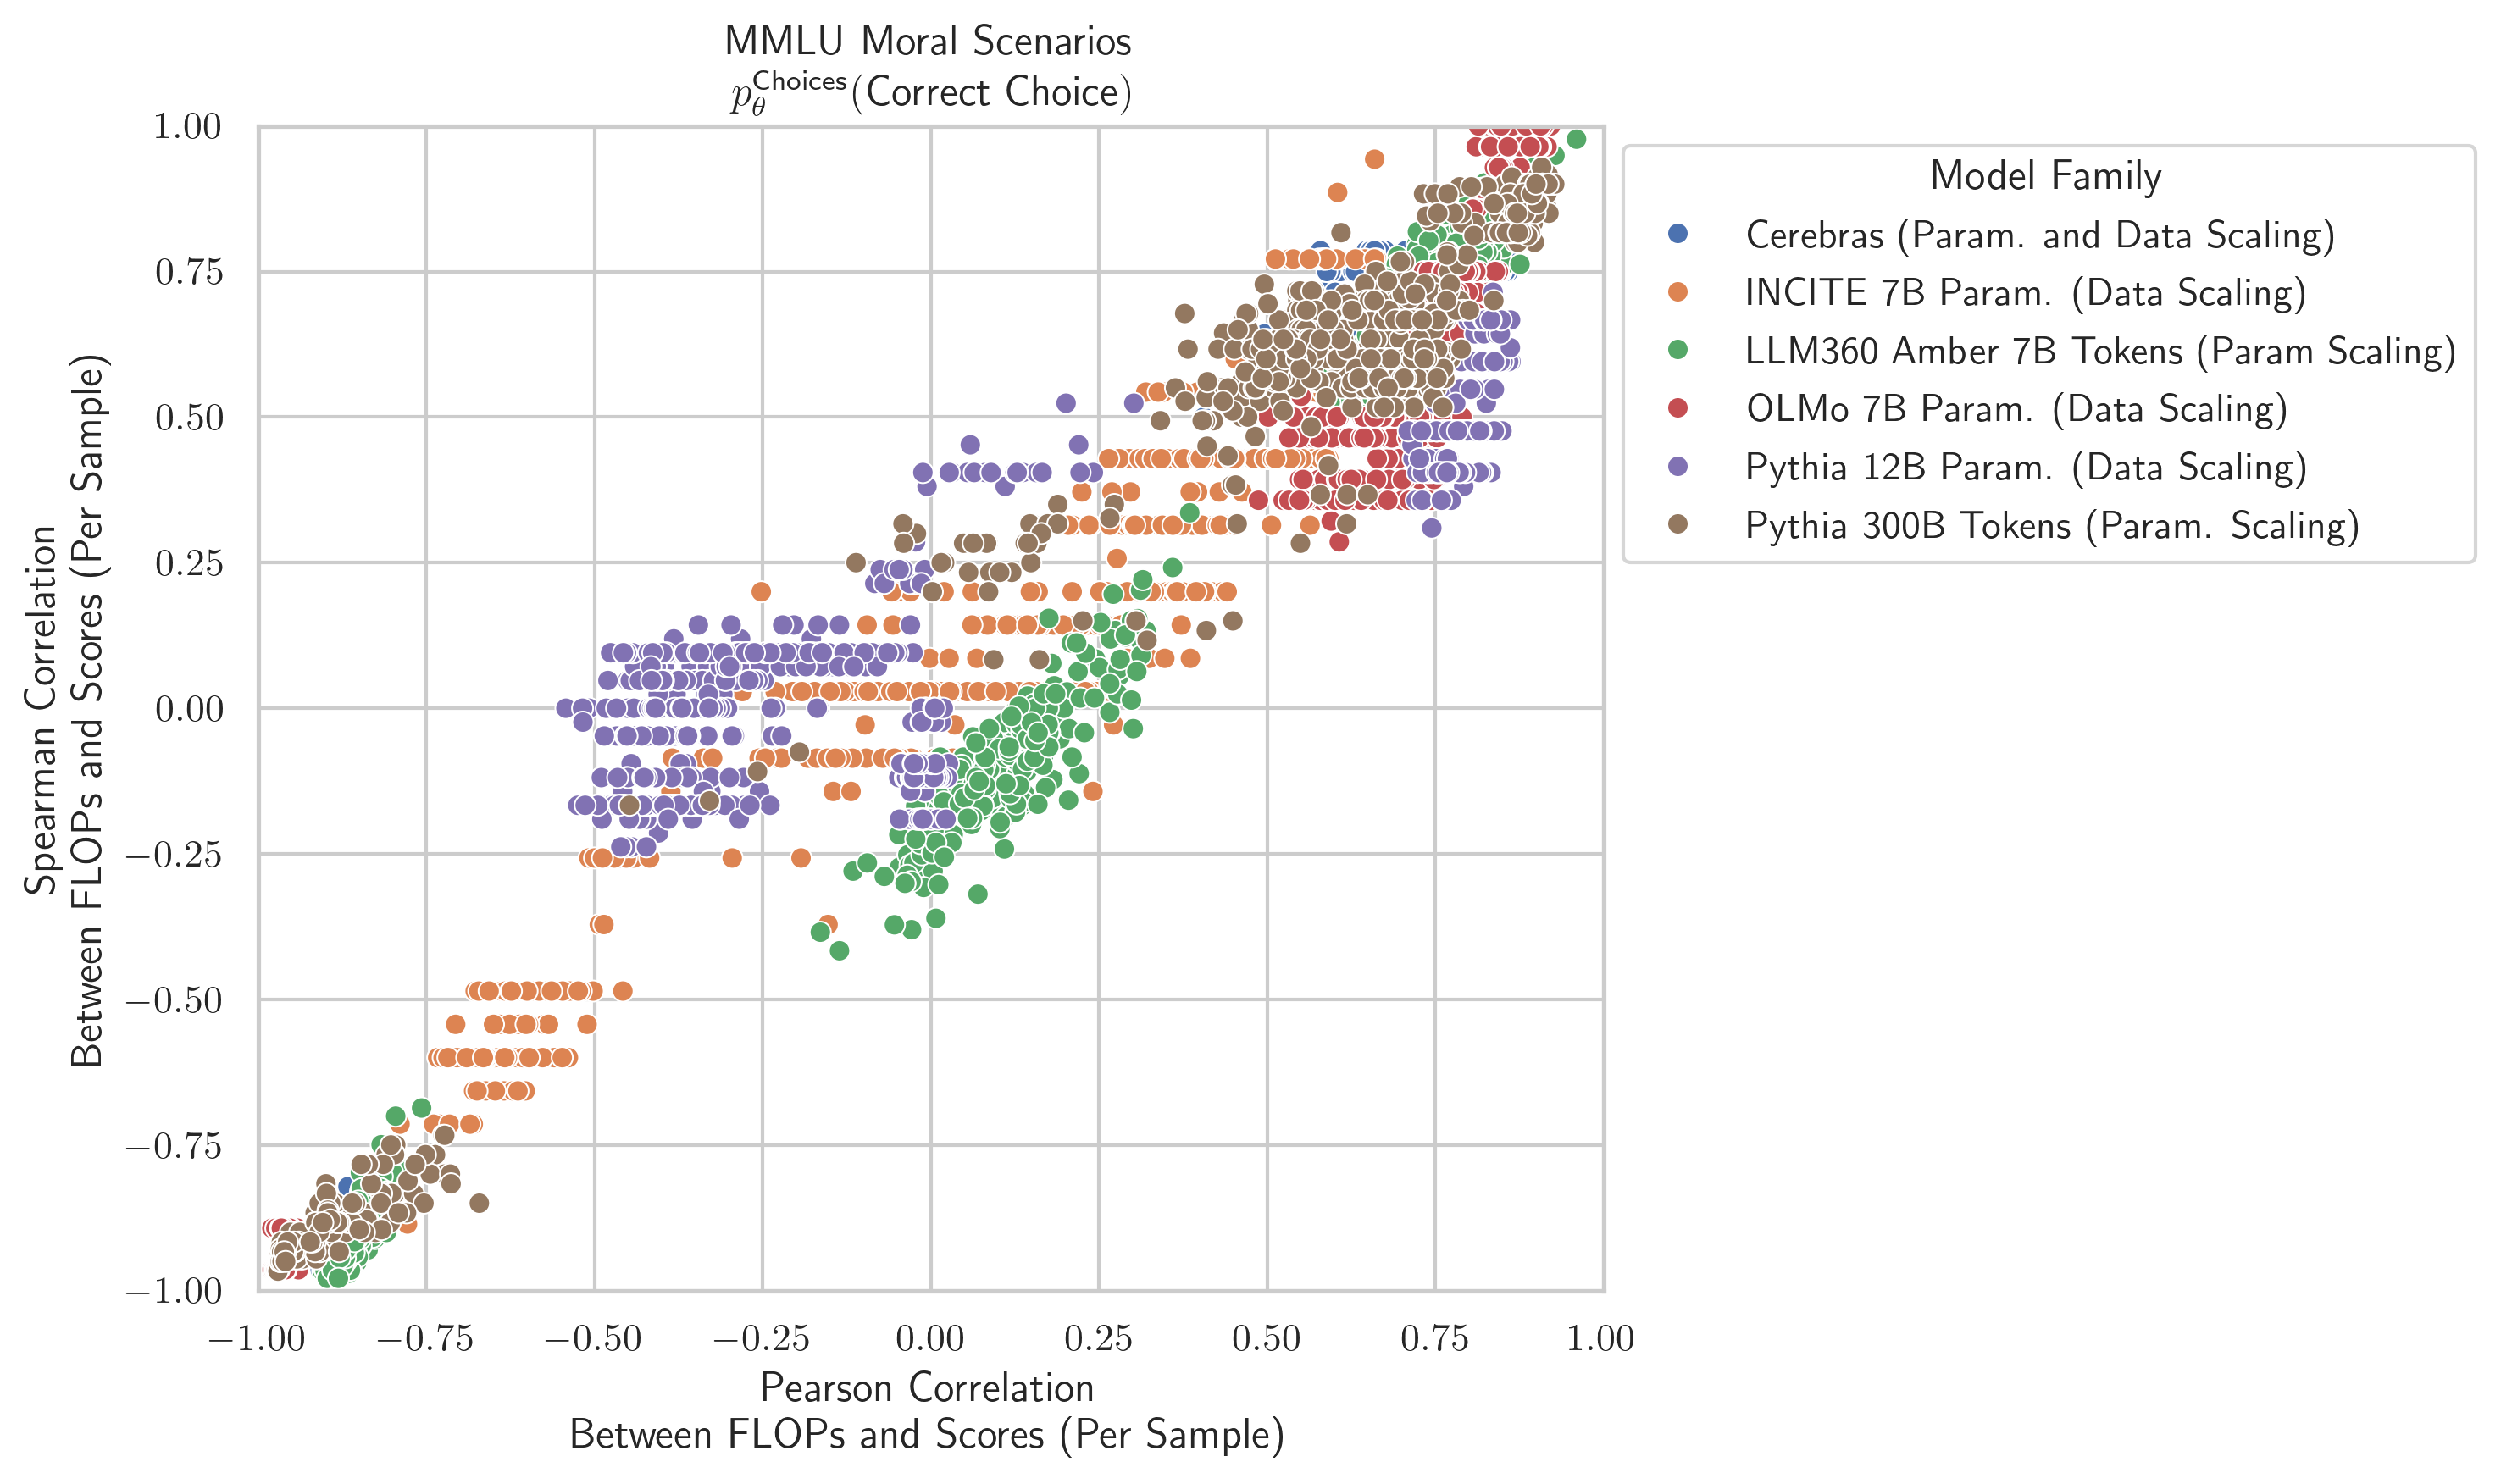 MMLU Moral Scenarios
p_θ^Choices(Correct Choice)
1.00
0.75
0.50
0.25
0.00
−0.25
−0.50
−0.75
−1.00
Spearman Correlation
Between FLOPs and Scores (Per Sample)
−1.00 −0.75 −0.50 −0.25 0.00 0.25 0.50 0.75 1.00
Pearson Correlation
Between FLOPs and Scores (Per Sample)
Model Family
Cerebras (Param. and Data Scaling)
INCITE 7B Param. (Data Scaling)
LLM360 Amber 7B Tokens (Param Scaling)
OLMo 7B Param. (Data Scaling)
Pythia 12B Param. (Data Scaling)
Pythia 300B Tokens (Param. Scaling)